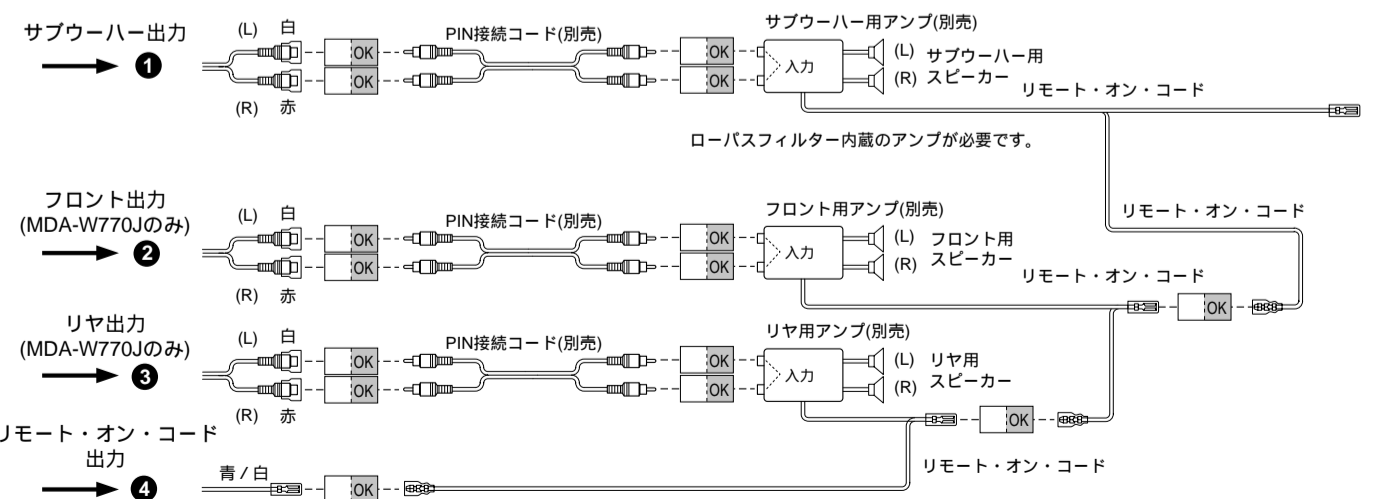 サブウーハー出力
❶
(L) 白
(R) 赤
OK
OK
PIN接続コード(別売)
OK
OK
サブウーハー用アンプ(別売)
入力
(L)
(R)
サブウーハー用
スピーカー
リモート・オン・コード
ローパスフィルター内蔵のアンプが必要です。
リモート・オン・コード
フロント出力
(MDA-W770Jのみ)
❷
(L) 白
(R) 赤
OK
OK
PIN接続コード(別売)
OK
OK
フロント用アンプ(別売)
入力
(L)
(R)
フロント用
スピーカー
リモート・オン・コード
OK
リヤ出力
(MDA-W770Jのみ)
❸
(L) 白
(R) 赤
OK
OK
PIN接続コード(別売)
OK
OK
リヤ用アンプ(別売)
入力
(L)
(R)
リヤ用
スピーカー
OK
リモート・オン・コード
リモート・オン・コード
出力
❹
青 / 白
OK